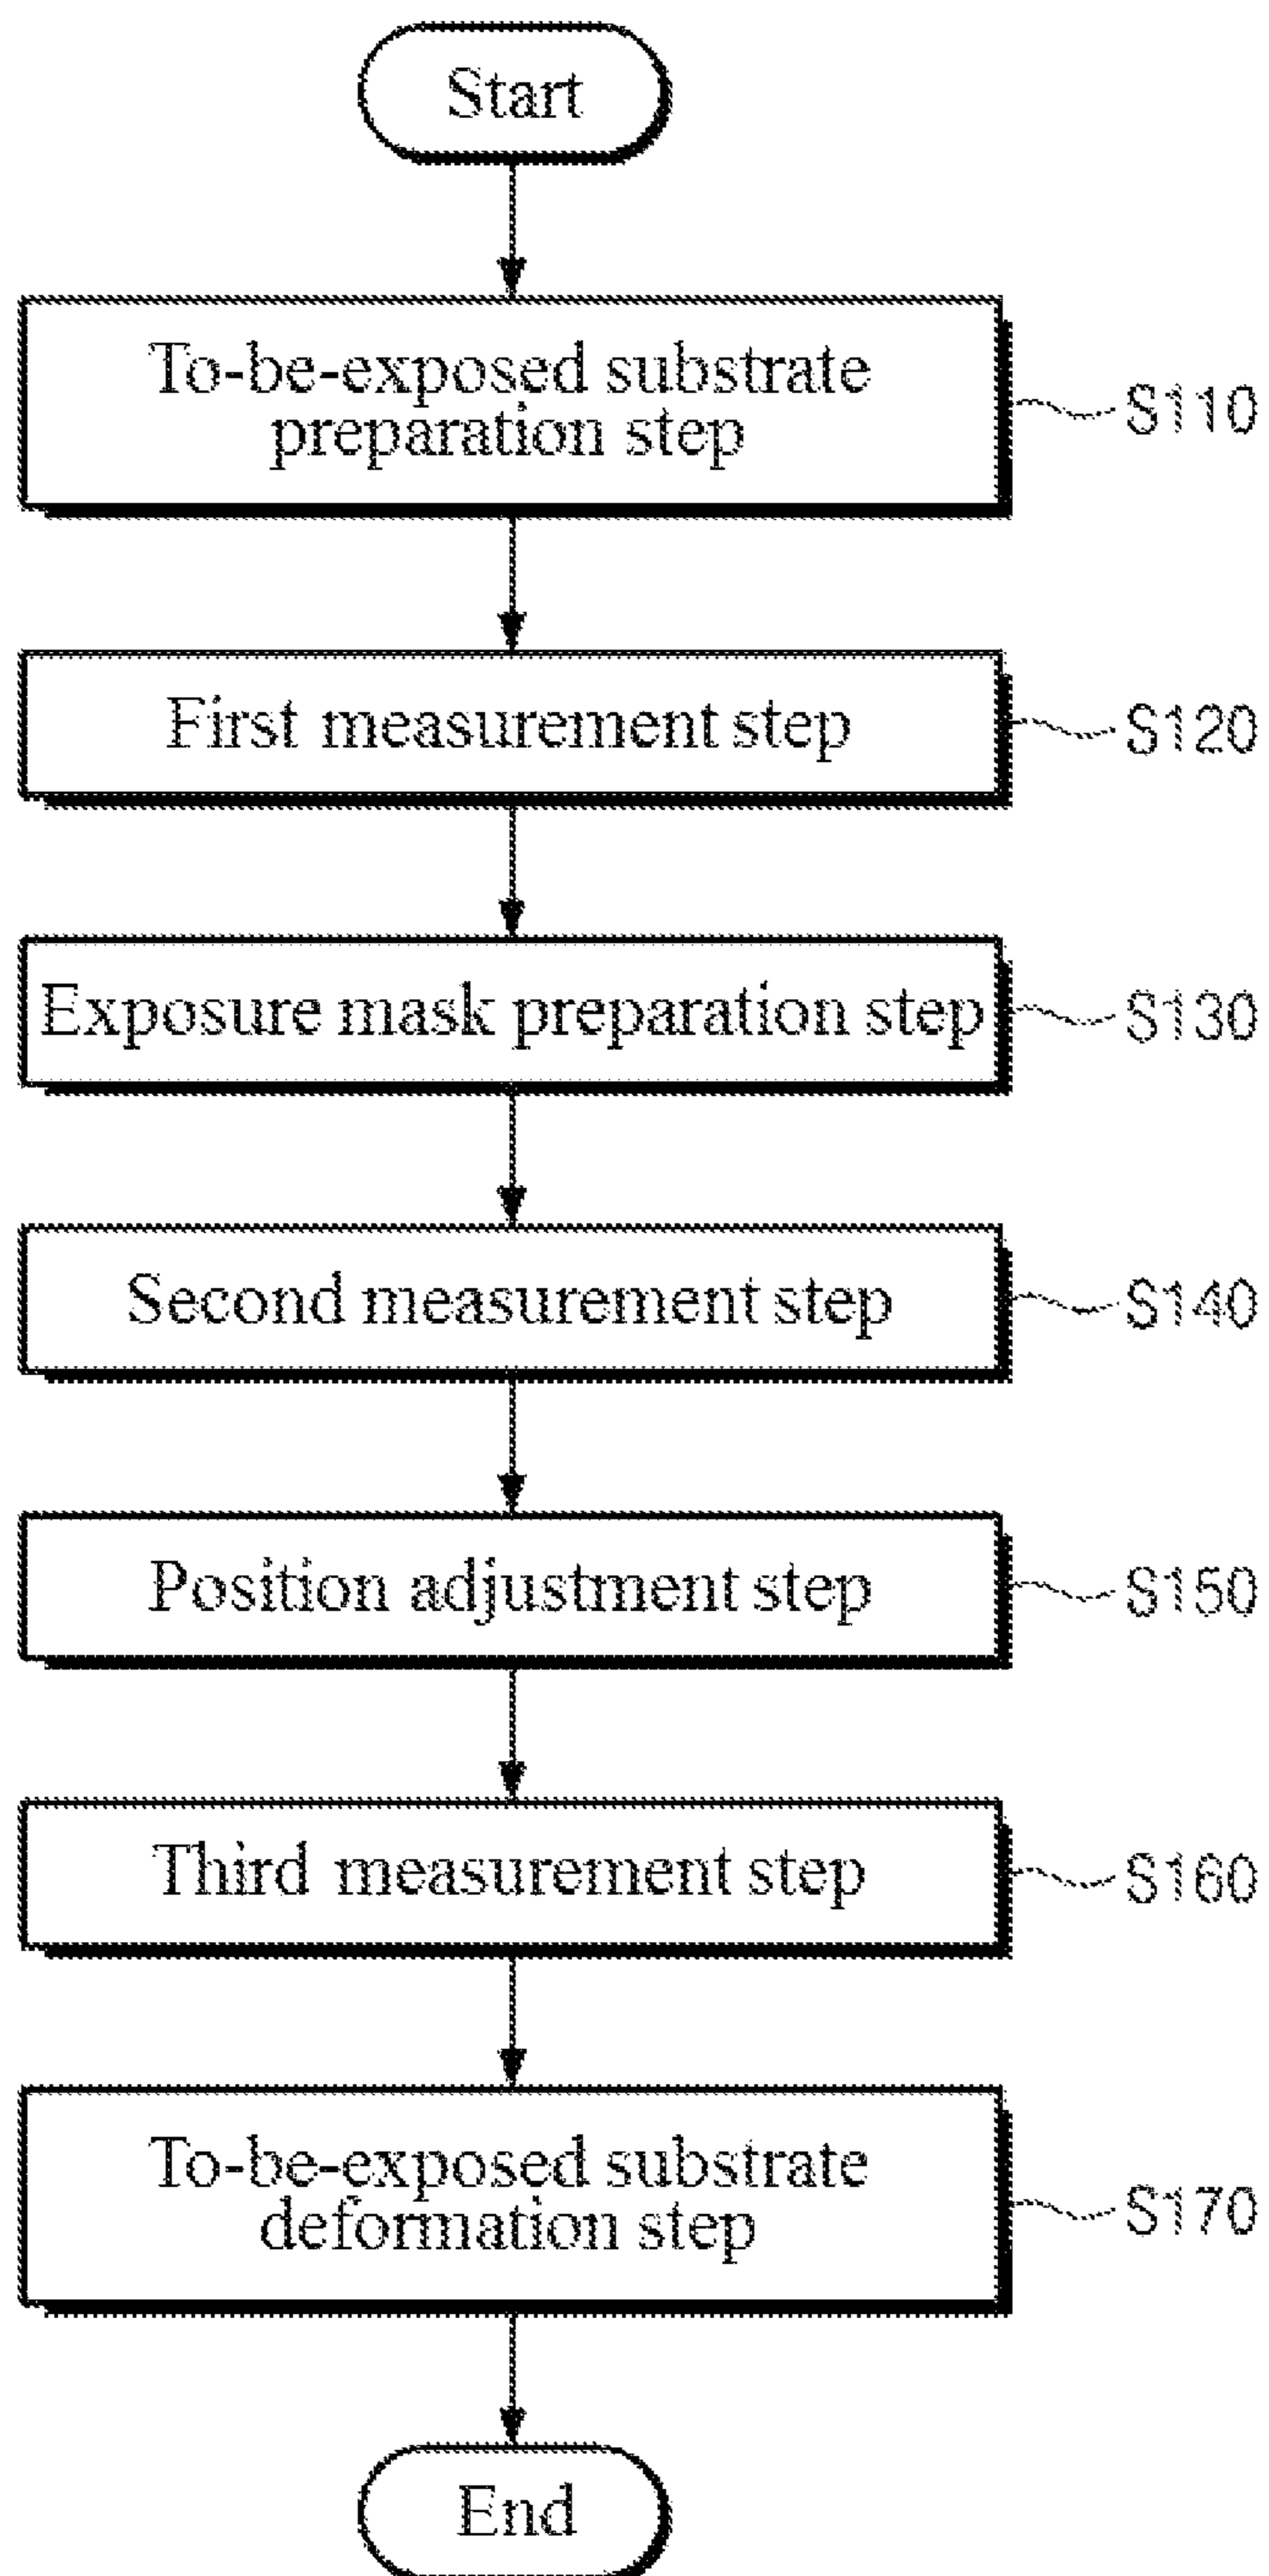 Start
To-be-exposed substrate
preparation step
S110
First measurement step
S120
Exposure mask preparation step
S130
Second measurement step
S140
Position adjustment step
S150
Third measurement step
S160
To-be-exposed substrate
deformation step
S170
End